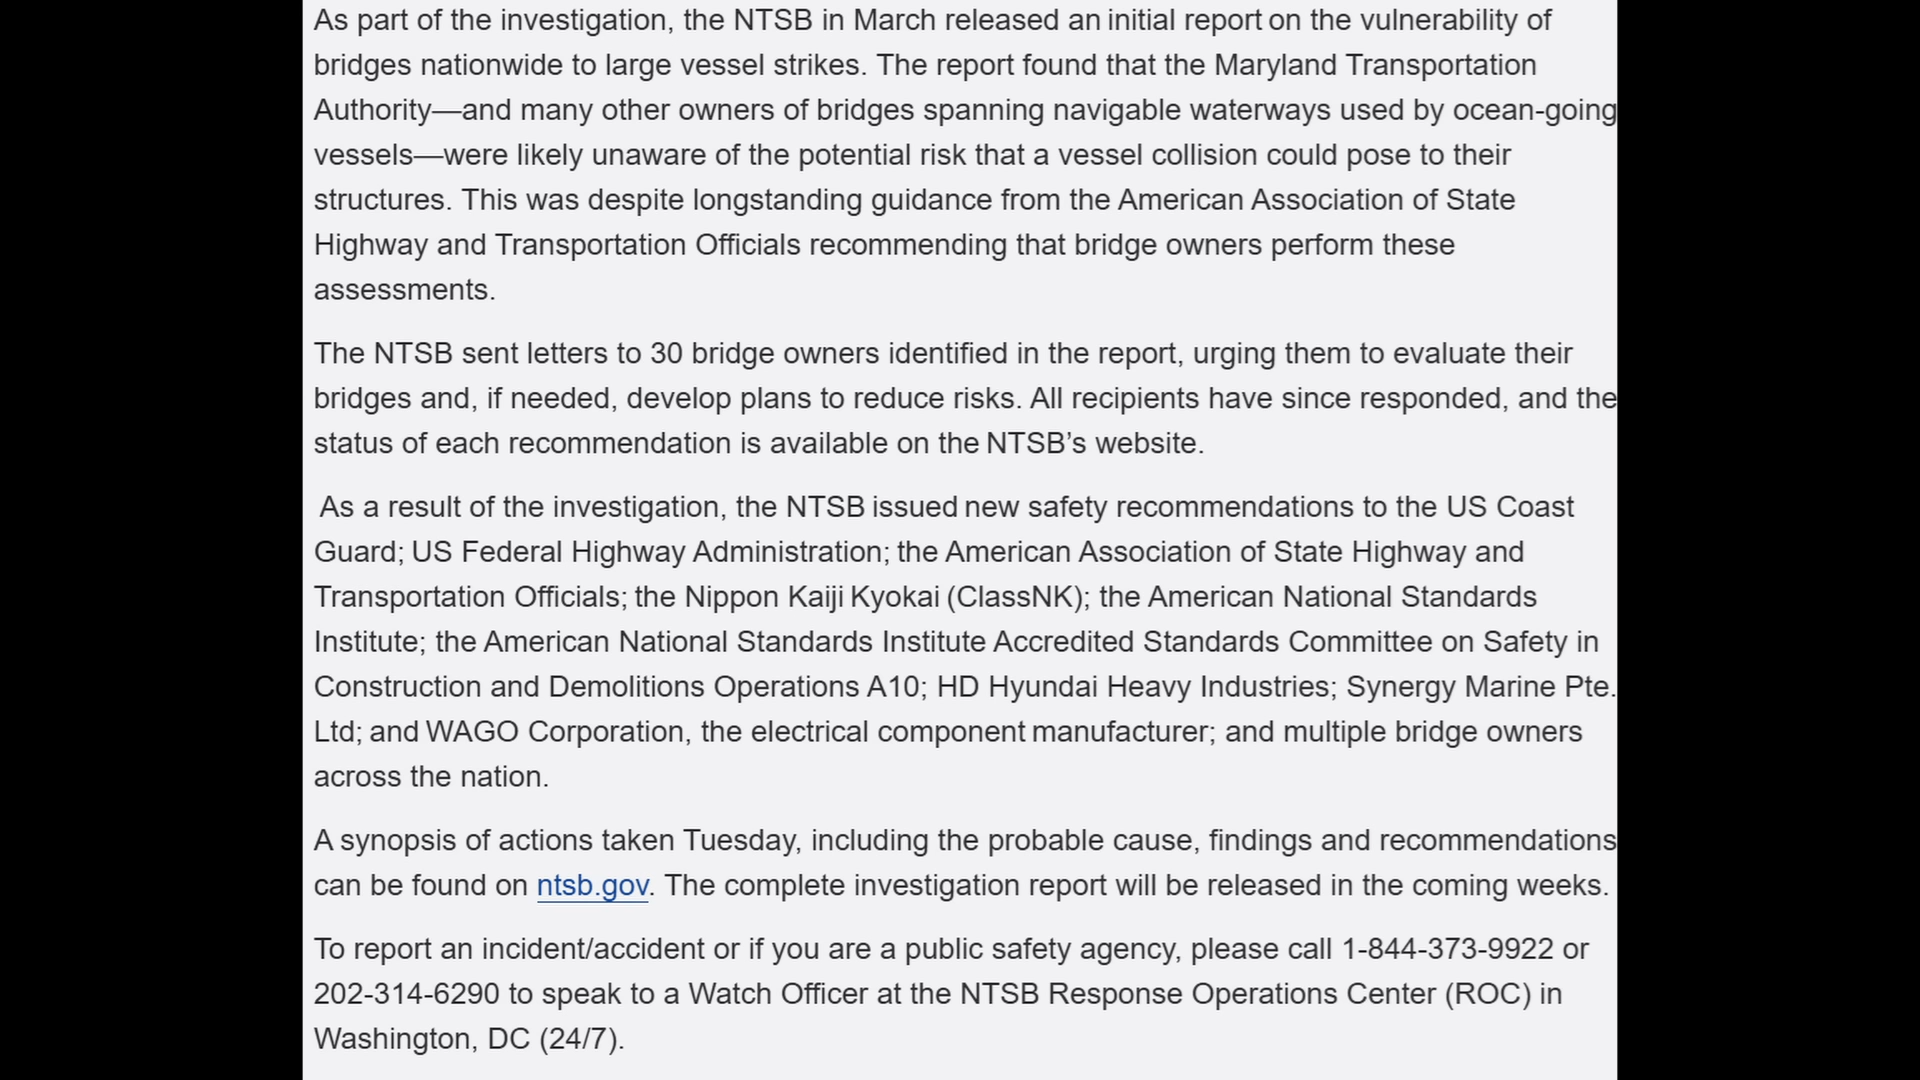 As part of the investigation, the NTSB in March released an initial report on the vulnerability of
bridges nationwide to large vessel strikes. The report found that the Maryland Transportation
Authority—and many other owners of bridges spanning navigable waterways used by ocean-going
vessels—were likely unaware of the potential risk that a vessel collision could pose to their
structures. This was despite longstanding guidance from the American Association of State
Highway and Transportation Officials recommending that bridge owners perform these
assessments.
The NTSB sent letters to 30 bridge owners identified in the report, urging them to evaluate their
bridges and, if needed, develop plans to reduce risks. All recipients have since responded, and the
status of each recommendation is available on the NTSB’s website.
As a result of the investigation, the NTSB issued new safety recommendations to the US Coast
Guard; US Federal Highway Administration; the American Association of State Highway and
Transportation Officials; the Nippon Kaiji Kyokai (ClassNK); the American National Standards
Institute; the American National Standards Institute Accredited Standards Committee on Safety in
Construction and Demolitions Operations A10; HD Hyundai Heavy Industries; Synergy Marine Pte.
Ltd; and WAGO Corporation, the electrical component manufacturer; and multiple bridge owners
across the nation.
A synopsis of actions taken Tuesday, including the probable cause, findings and recommendations
can be found on ntsb.gov. The complete investigation report will be released in the coming weeks.
To report an incident/accident or if you are a public safety agency, please call 1-844-373-9922 or
202-314-6290 to speak to a Watch Officer at the NTSB Response Operations Center (ROC) in
Washington, DC (24/7).